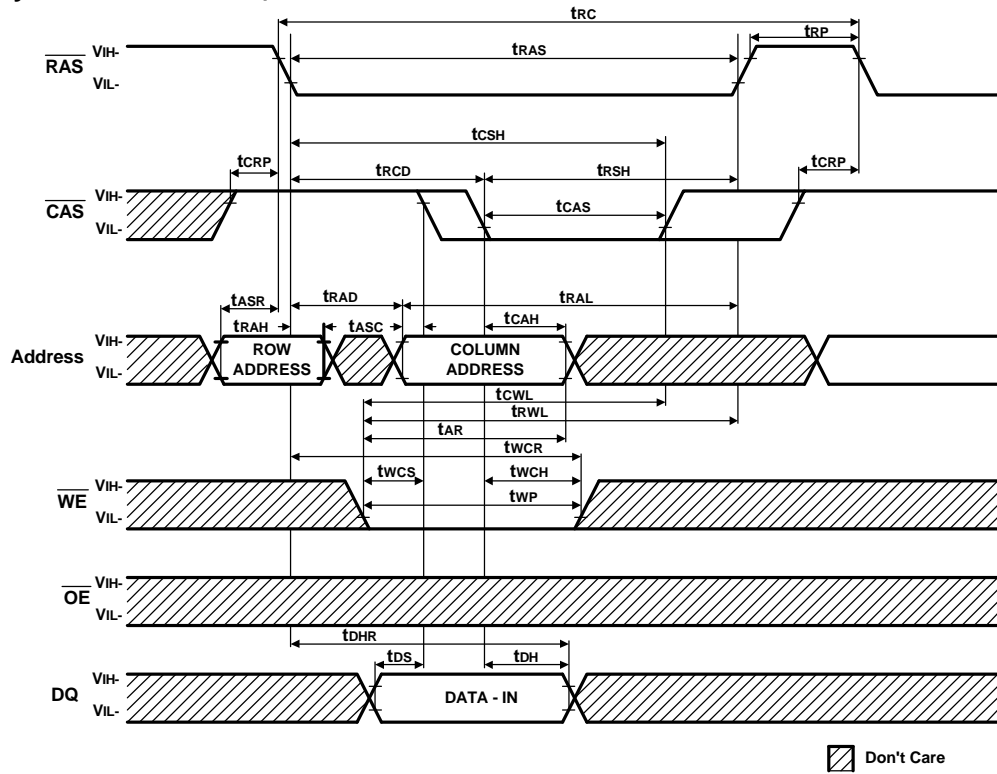 tRC
tRP
tRAS
RAS VIH-
VIL-
tCSH
tCRP tRCD tRSH tCRP
CAS VIH-
VIL-
tCAS
tASR tRAD tRAL
tRAH tASC tCAH
Address VIH-
VIL-
ROW
ADDRESS
COLUMN
ADDRESS
tCWL
tRWL
tAR
tWCR
tWCS tWCH
WE VIH-
VIL-
tWP
OE VIH-
VIL-
tDHR
tDS tDH
DQ VIH-
VIL-
DATA - IN
Don't Care